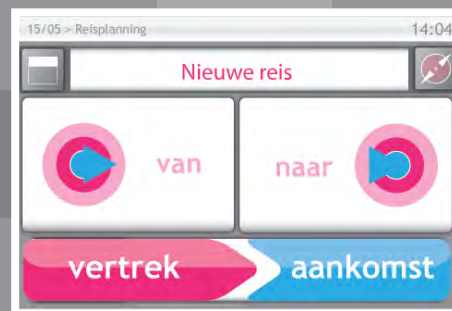 15/05 > Reisplanning 14:04
Nieuwe reis
van naar
vertrek aankomst